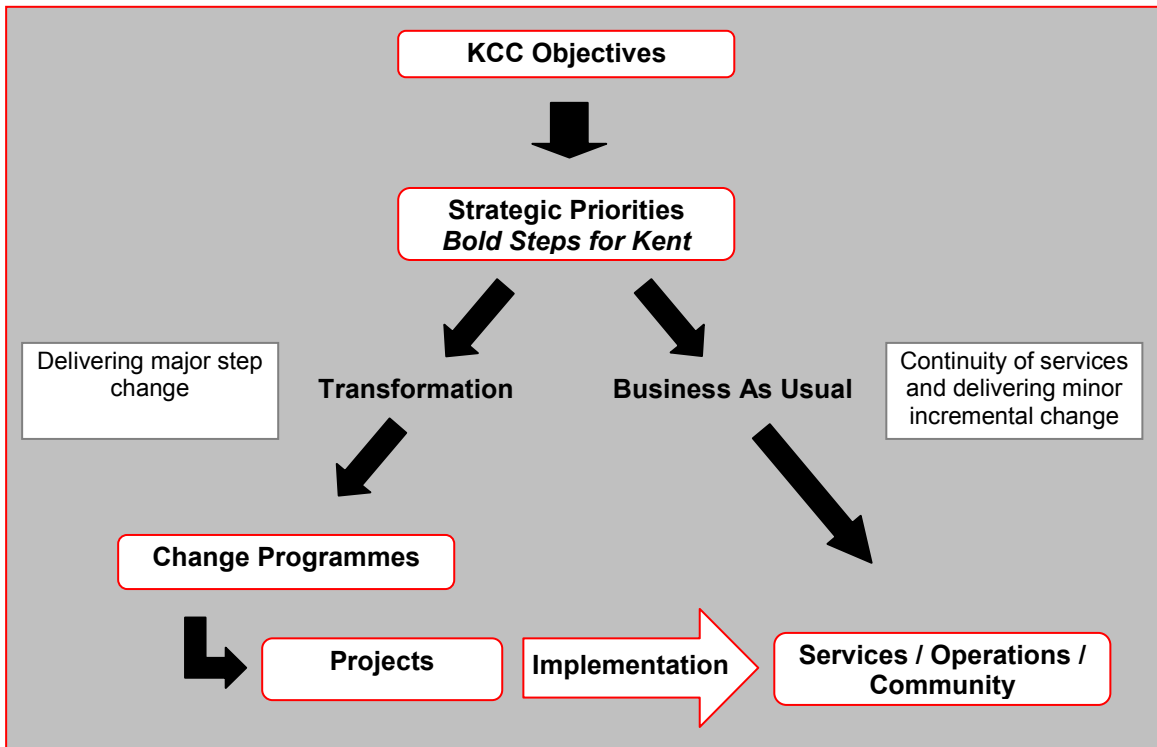 KCC Objectives
Strategic Priorities
Bold Steps for Kent
Delivering major step
change
Transformation
Business As Usual
Continuity of services
and delivering minor
incremental change
Change Programmes
Projects
Implementation
Services / Operations /
Community